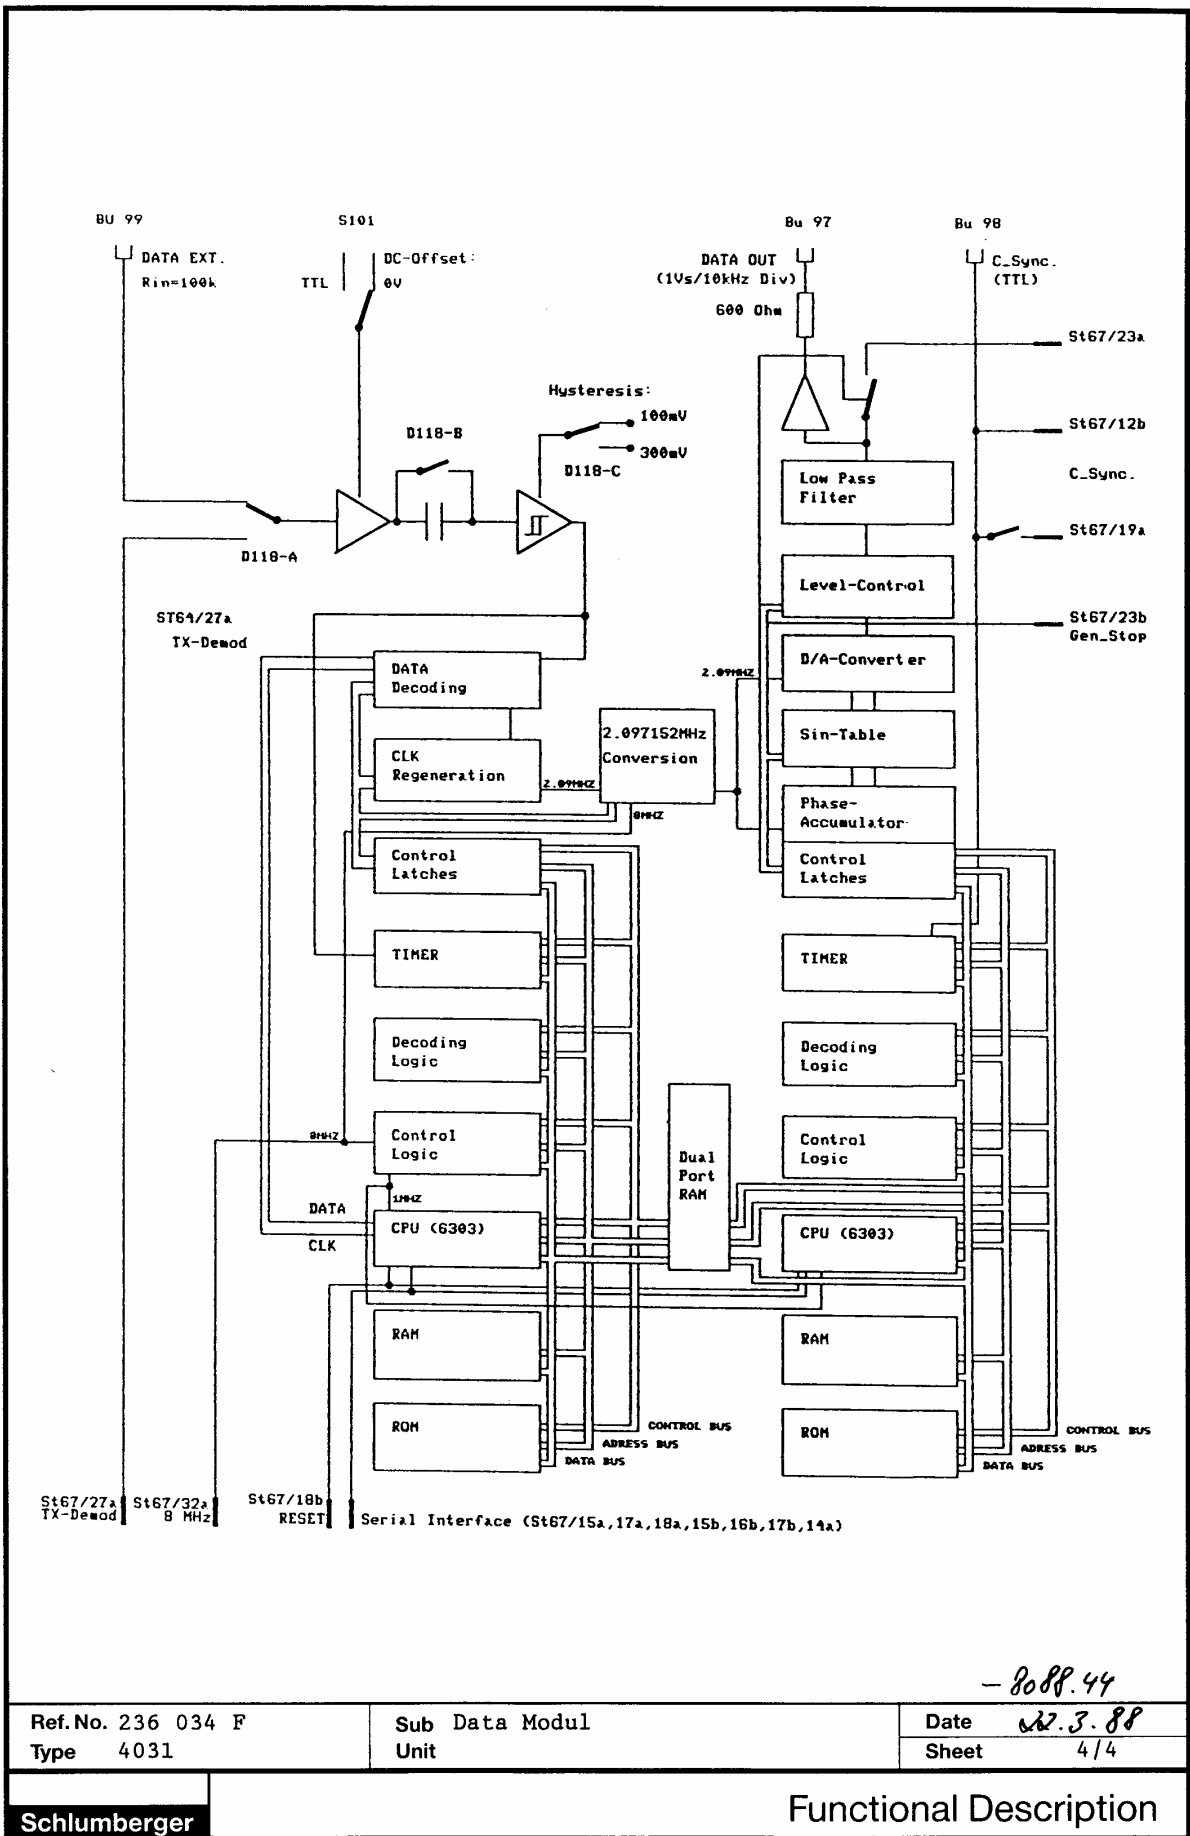 BU 99
S101
Bu 97
Bu 98
DATA EXT.
Rin=100k
TTL
DC-Offset:
0V
DATA OUT
(1Vs/10kHz Div)
600 Ohm
C_Sync.
(TTL)
St67/23a
Hysteresis:
100mV
300mV
D118-B
D118-C
St67/12b
C_Sync.
Low Pass
Filter
St67/19a
D118-A
Level-Control
ST64/27a
TX-Demod
St67/23b
Gen_Stop
DATA
Decoding
2.09MHZ
D/A-Converter
2.097152MHz
Conversion
Sin-Table
CLK
Regeneration
2.09MHZ
8MHZ
Phase-
Accumulator
Control
Latches
Control
Latches
TIMER
TIMER
Decoding
Logic
Decoding
Logic
8MHZ
Control
Logic
Dual
Port
RAM
Control
Logic
1MHZ
DATA
CLK
CPU (6303)
CPU (6303)
RAM
RAM
ROM
CONTROL BUS
ADRESS BUS
DATA BUS
ROM
CONTROL BUS
ADRESS BUS
DATA BUS
St67/27a
TX-Demod
St67/32a
8 MHz
St67/18b
RESET
Serial Interface (St67/15a,17a,18a,15b,16b,17b,14a)
- 8088.44
Ref. No. 236 034 F
Type 4031
Sub Data Modul
Unit
Date 22.3.88
Sheet 4/4
Schlumberger
Functional Description